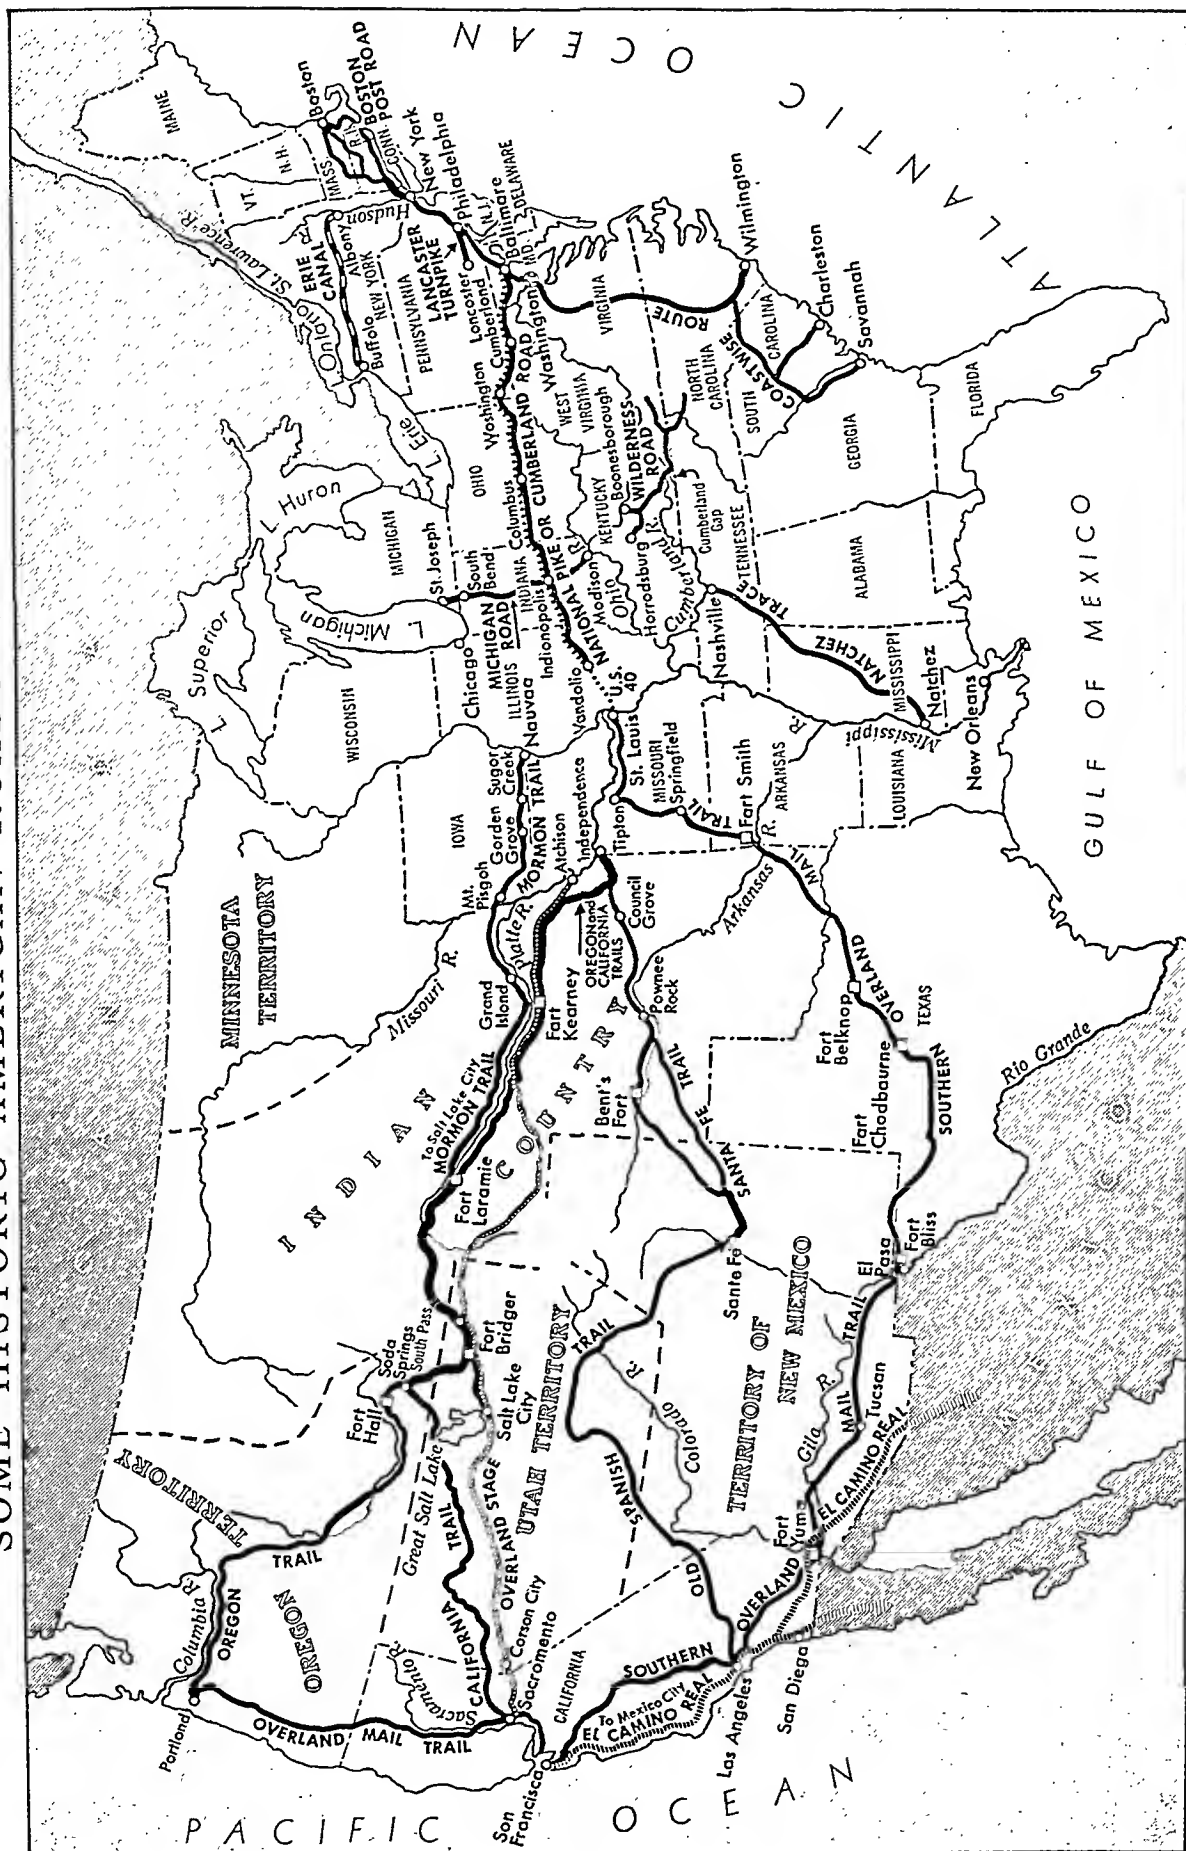 SOME HISTORIC AMERICAN
PACIFIC
OCEAN
ATLANTIC
OCEAN
GULF OF MEXICO
Portland
Columbia R.
OREGON
TRAIL
OREGON
TERRITORY
OVERLAND MAIL TRAIL
Sacramento R.
CALIFORNIA
TRAIL
Great Salt Lake
Fort
Hall
Soda
Springs
South Pass
Fort
Bridger
Salt Lake
City
OVERLAND STAGE
UTAH TERRITORY
Carson City
Sacramento
San
Francisco
CALIFORNIA
SOUTHERN
To Mexico City
EL CAMINO REAL
Los Angeles
San Diego
OVERLAND
Fort
Yuma
EL CAMINO REAL
OLD
SPANISH
TRAIL
Colorado
R.
TERRITORY OF
NEW MEXICO
Gila R.
MAIL
TRAIL
Tucson
El
Paso
Fort
Bliss
Santa Fe
SANTA FE
TRAIL
Bent's
Fort
Pawnee
Rock
Council
Grove
INDIAN
COUNTRY
Fort
Laramie
To Salt Lake City
MORMON TRAIL
Grand
Island
Platte R.
Fort
Kearney
OREGON and
CALIFORNIA
TRAILS
MINNESOTA
TERRITORY
Missouri R.
Mt.
Pisgah
Garden
Grove
Sugar
Creek
Nauvoo
MORMON TRAIL
IOWA
Atchison
Independence
Tipton
St. Louis
MISSOURI
Springfield
TRAIL
Fort Smith
Arkansas
R.
ARKANSAS
R.
MAIL
OVERLAND
Fort
Belknap
TEXAS
Fort
Chadbourne
SOUTHERN
Rio Grande
LOUISIANA
New Orleans
Mississippi
Natchez
MISSISSIPPI
NATCHEZ
TRACE
Nashville
TENNESSEE
ALABAMA
GEORGIA
FLORIDA
WISCONSIN
L. Superior
L. Michigan
L. Huron
MICHIGAN
Chicago
St. Joseph
South
Bend
MICHIGAN
ROAD
ILLINOIS
INDIANA
Indianapolis
Vandalia
U.S.
40
NATIONAL PIKE OR CUMBERLAND ROAD
Columbus
OHIO
Madison
Ohio
R.
KENTUCKY
Boonesborough
Harrodsburg
WILDERNESS
ROAD
Cumberland R.
Cumberland
Gap
WEST
VIRGINIA
VIRGINIA
NORTH
CAROLINA
SOUTH
CAROLINA
COASTWISE
ROUTE
Wilmington
Charleston
Savannah
L. Erie
L. Ontario
St. Lawrence R.
ERIE
CANAL
Buffalo
Albany
NEW YORK
Hudson
R.
PENNSYLVANIA
LANCASTER
TURNPIKE
Lancaster
Washington
Cumberland
Washington
Baltimore
MD.
DELAWARE
N.J.
Philadelphia
New York
BOSTON
POST ROAD
Boston
R.I.
CONN.
MASS.
VT.
N.H.
MAINE